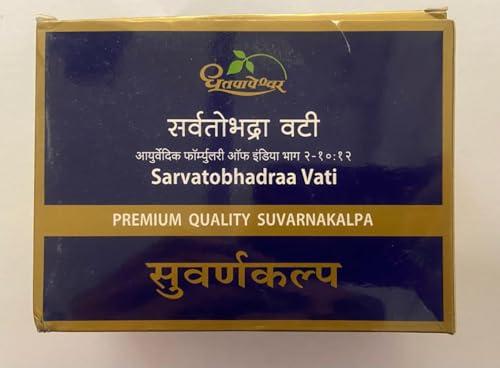 धूतपापेश्वर
सर्वतोभद्रा वटी
आयुर्वेदिक फॉर्म्युलरी ऑफ इंडिया भाग २-१०:१२
Sarvatobhadraa Vati
PREMIUM QUALITY SUVARNAKALPA
सुवर्णकल्प